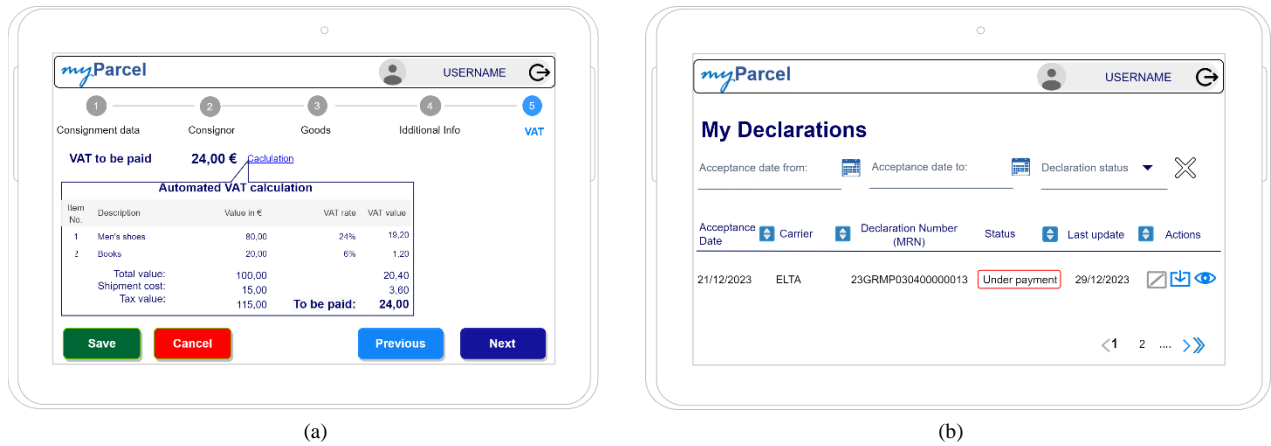 myParcel
USERNAME
1 2 3 4 5
Consignment data Consignor Goods Idditional Info VAT
VAT to be paid 24,00 € Caclulation
Automated VAT calculation
Item No. Description Value in € VAT rate VAT value
1 Men's shoes 80,00 24% 19,20
2 Books 20,00 6% 1,20
Total value: 100,00 20,40
Shipment cost: 15,00 3,60
Tax value: 115,00 To be paid: 24,00
Save Cancel Previous Next
(a)
myParcel
USERNAME
My Declarations
Acceptance date from: Acceptance date to: Declaration status
Acceptance Date Carrier Declaration Number (MRN) Status Last update Actions
21/12/2023 ELTA 23GRMP030400000013 Under payment 29/12/2023
<1 2 .... >
(b)